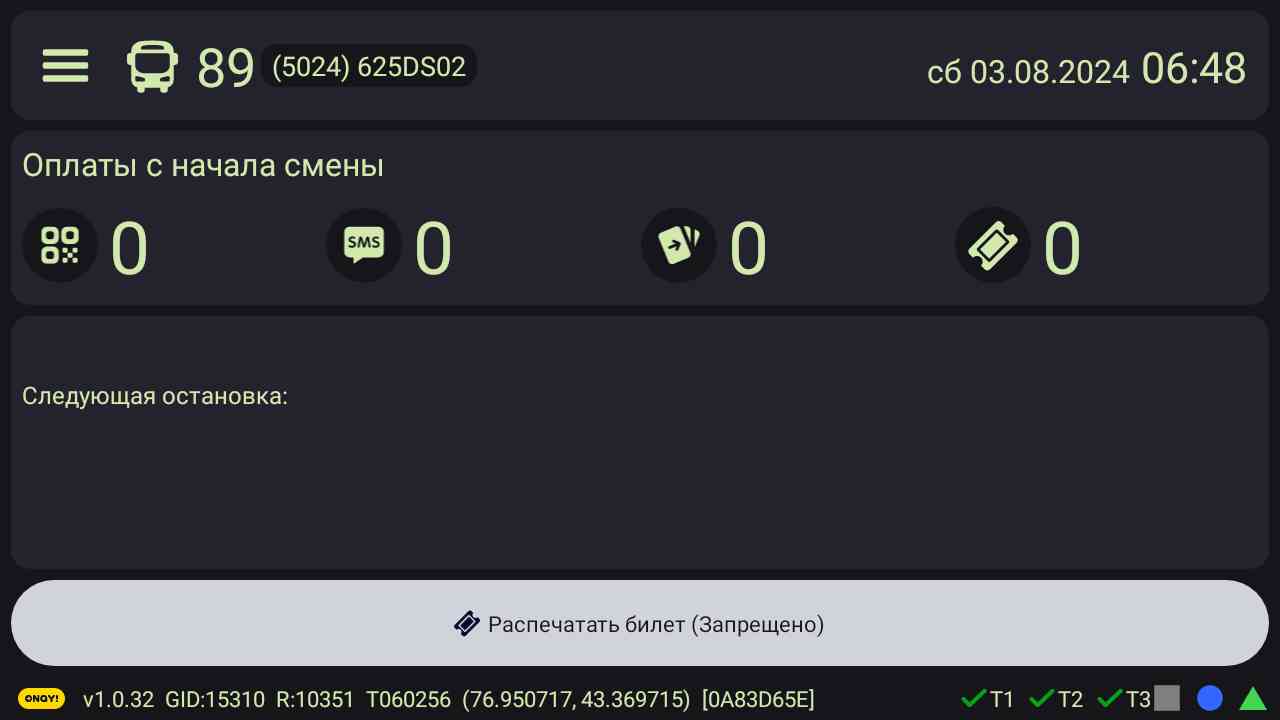 89 (5024) 625DS02 сб 03.08.2024 06:48
Оплаты с начала смены
0 SMS 0 0 0
Следующая остановка:
Распечатать билет (Запрещено)
ONAY! v1.0.32 GID:15310 R:10351 T060256 (76.950717, 43.369715) [0A83D65E] T1 T2 T3